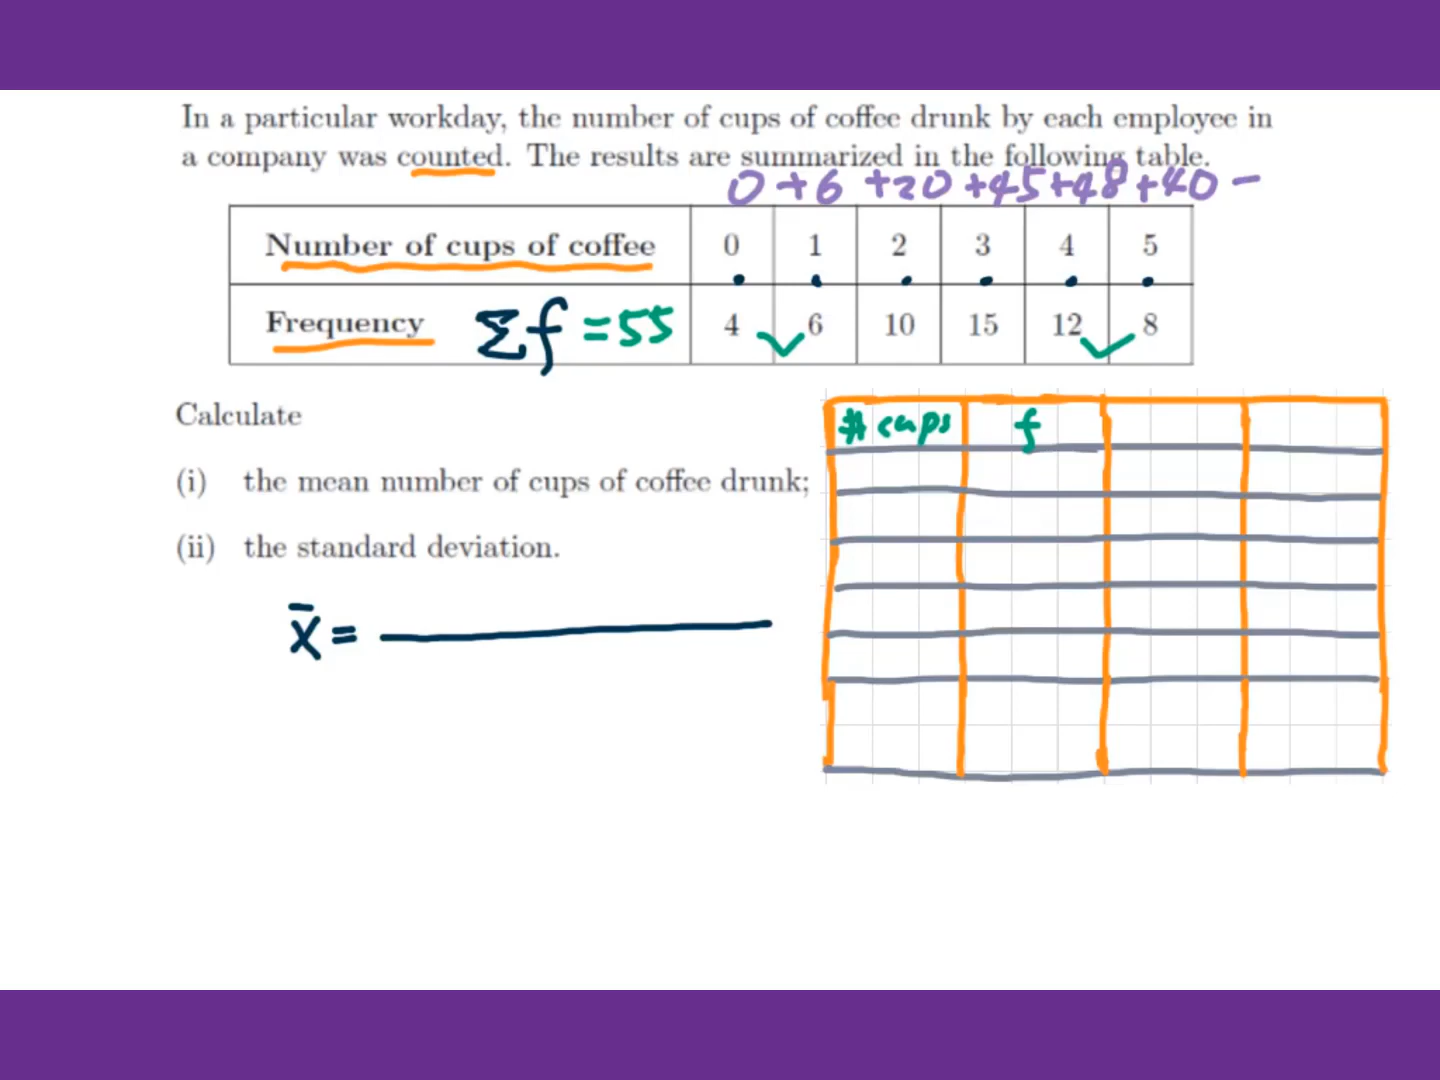 In a particular workday, the number of cups of coffee drunk by each employee in
a company was counted. The results are summarized in the following table.
0 + 6 + 20 + 45 + 48 + 40 -
Number of cups of coffee 0 1 2 3 4 5
Frequency Σf = 55 4 6 10 15 12 8
Calculate
# cups f
(i) the mean number of cups of coffee drunk;
(ii) the standard deviation.
x̄ =